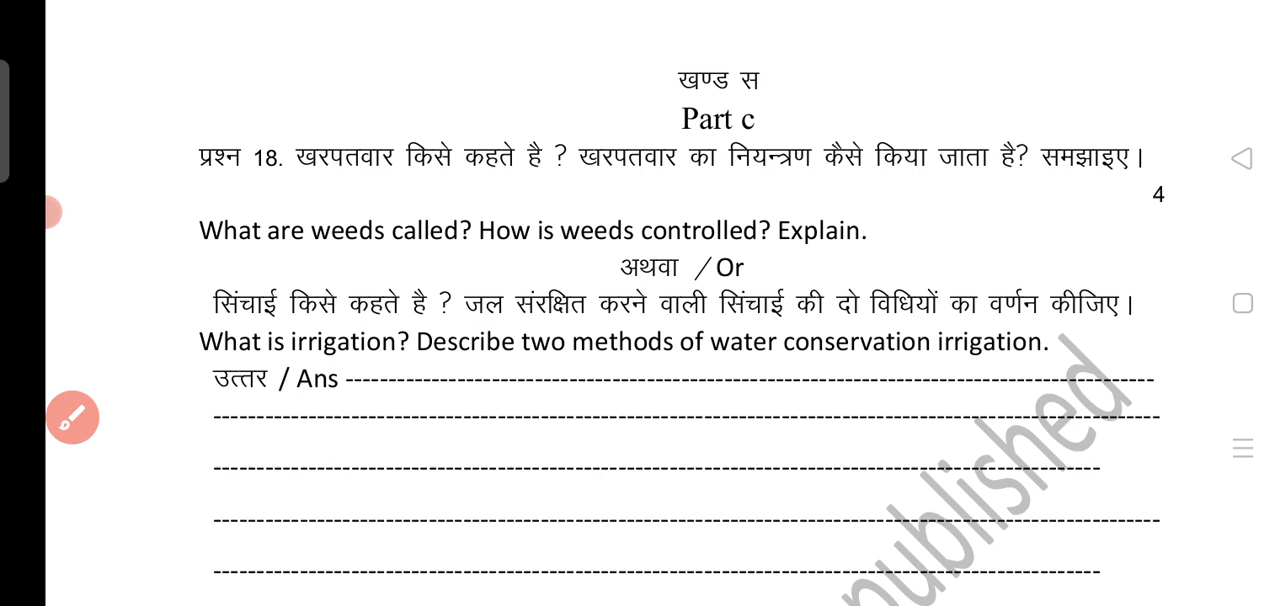 खण्ड स
Part c
प्रश्न 18. खरपतवार किसे कहते है ? खरपतवार का नियन्त्रण कैसे किया जाता है? समझाइए।
4
What are weeds called? How is weeds controlled? Explain.
अथवा / Or
सिंचाई किसे कहते है ? जल संरक्षित करने वाली सिंचाई की दो विधियों का वर्णन कीजिए।
What is irrigation? Describe two methods of water conservation irrigation.
उत्तर / Ans ------------------------------------------------------------
published